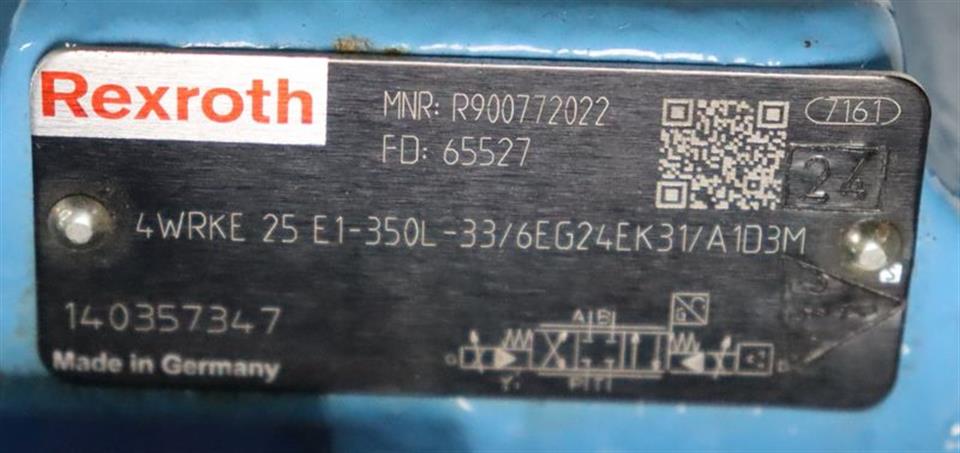 Rexroth
MNR: R900772022
7161
FD: 65527
24
4WRKE 25 E1-350L-33/6EG24EK31/A1D3M
140357347
A B
Made in Germany